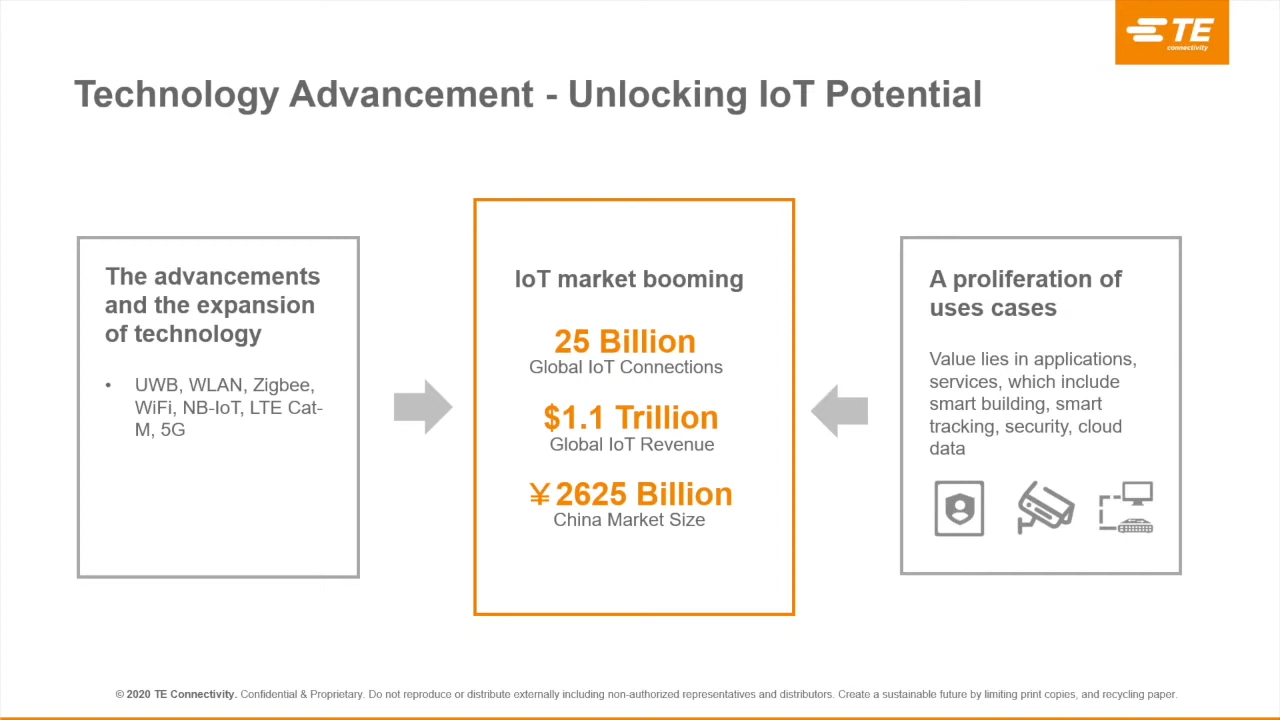 TE
connectivity
Technology Advancement - Unlocking IoT Potential
The advancements
and the expansion
of technology
• UWB, WLAN, Zigbee,
WiFi, NB-IoT, LTE Cat-
M, 5G
IoT market booming
25 Billion
Global IoT Connections
$1.1 Trillion
Global IoT Revenue
￥2625 Billion
China Market Size
A proliferation of
uses cases
Value lies in applications,
services, which include
smart building, smart
tracking, security, cloud
data
© 2020 TE Connectivity. Confidential & Proprietary. Do not reproduce or distribute externally including non-authorized representatives and distributors. Create a sustainable future by limiting print copies, and recycling paper.